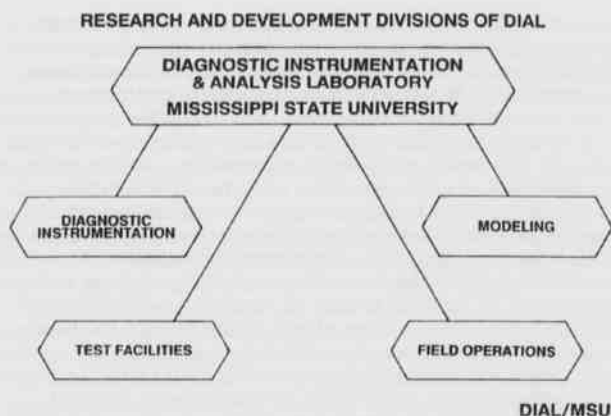 RESEARCH AND DEVELOPMENT DIVISIONS OF DIAL
DIAGNOSTIC INSTRUMENTATION
& ANALYSIS LABORATORY
MISSISSIPPI STATE UNIVERSITY
DIAGNOSTIC
INSTRUMENTATION
MODELING
TEST FACILITIES
FIELD OPERATIONS
DIAL/MSU